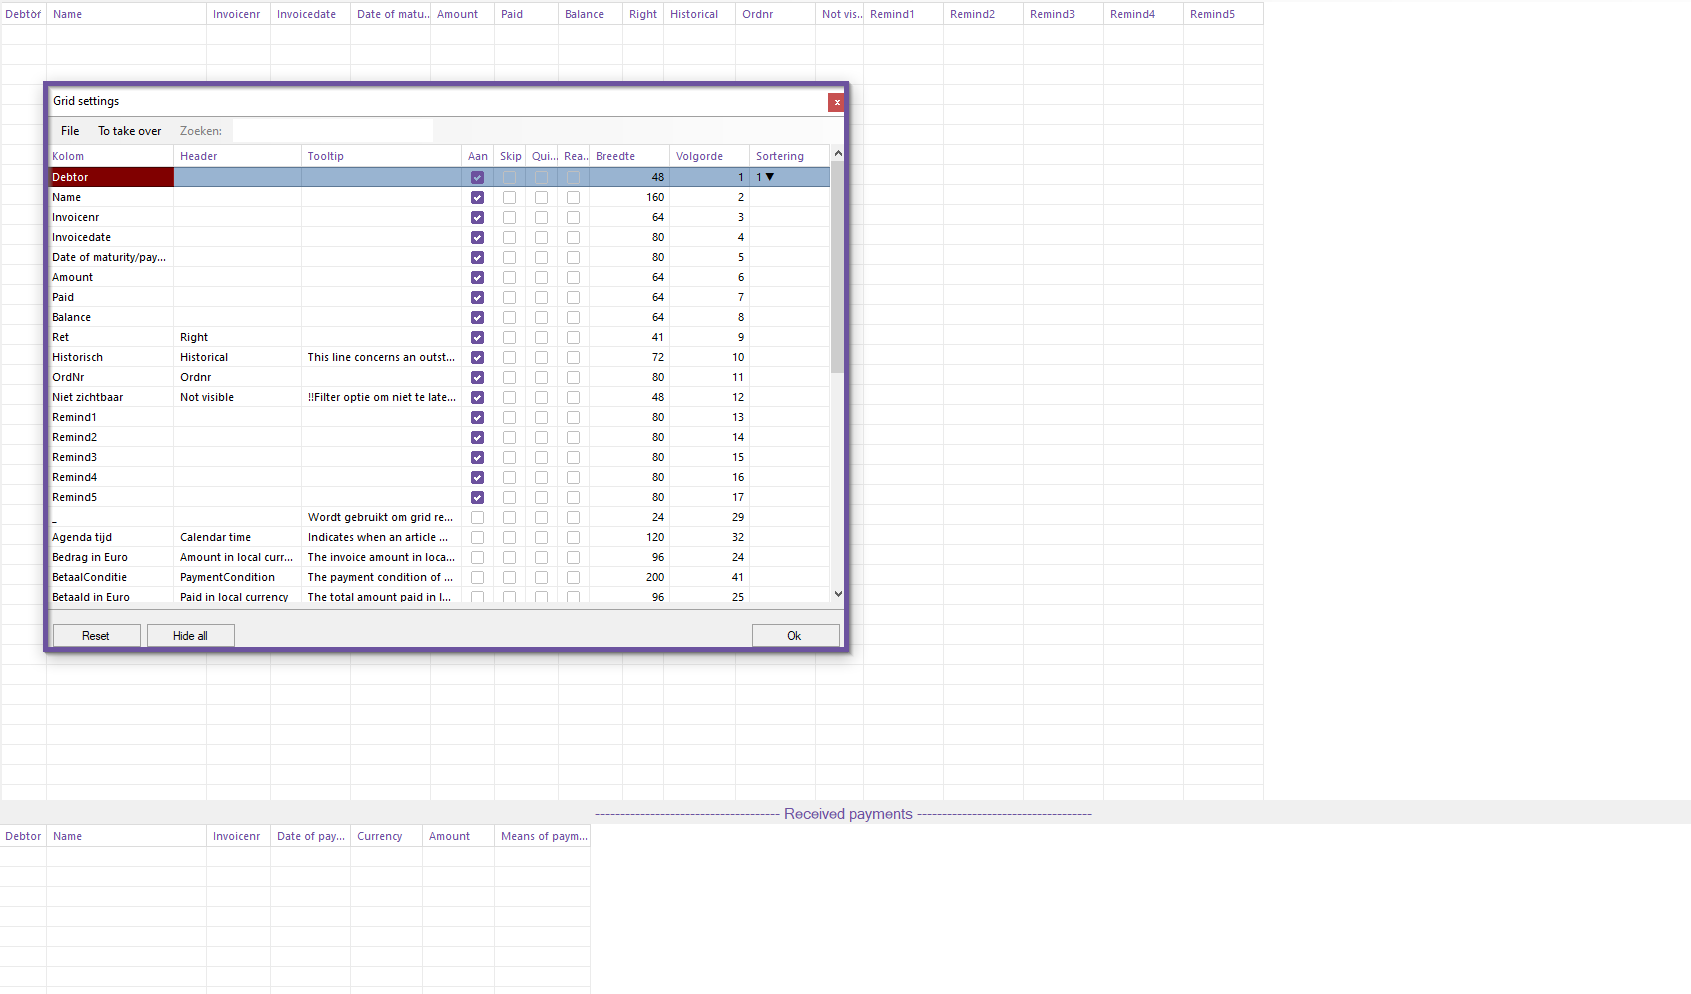 Debtor Name Invoicenr Invoicedate Date of matu.. Amount Paid Balance Right Historical Ordnr Not vis.. Remind1 Remind2 Remind3 Remind4 Remind5
Grid settings x
File To take over Zoeken:
Kolom Header Tooltip Aan Skip Qui... Rea.. Breedte Volgorde Sortering
Debtor 48 1 1▼
Name 160 2
Invoicenr 64 3
Invoicedate 80 4
Date of maturity/pay... 80 5
Amount 64 6
Paid 64 7
Balance 64 8
Ret Right 41 9
Historisch Historical This line concerns an outst... 72 10
OrdNr Ordnr 80 11
Niet zichtbaar Not visible !!Filter optie om niet te late... 48 12
Remind1 80 13
Remind2 80 14
Remind3 80 15
Remind4 80 16
Remind5 80 17
_ Wordt gebruikt om grid re... 24 29
Agenda tijd Calendar time Indicates when an article ... 120 32
Bedrag in Euro Amount in local curr... The invoice amount in loca... 96 24
BetaalConditie PaymentCondition The payment condition of ... 200 41
Betaald in Euro Paid in local currency The total amount paid in l... 96 25
Reset Hide all Ok
------------------------------------- Received payments -----------------------------------
Debtor Name Invoicenr Date of pay... Currency Amount Means of paym...